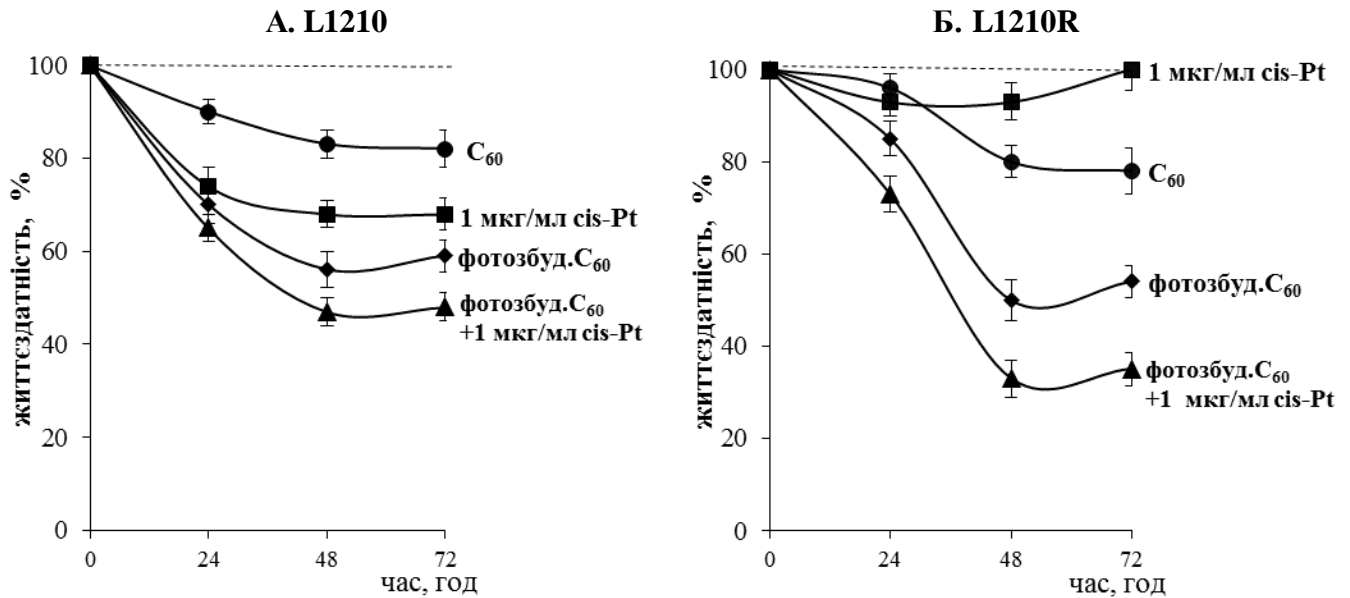 А. L1210
100
80
60
40
20
0
0
24
48
72
життєздатність, %
час, год
C₆₀
1 мкг/мл cis-Pt
фотозбуд.C₆₀
фотозбуд.C₆₀
+1 мкг/мл cis-Pt
Б. L1210R
100
80
60
40
20
0
0
24
48
72
життєздатність, %
час, год
1 мкг/мл cis-Pt
C₆₀
фотозбуд.C₆₀
фотозбуд.C₆₀
+1 мкг/мл cis-Pt